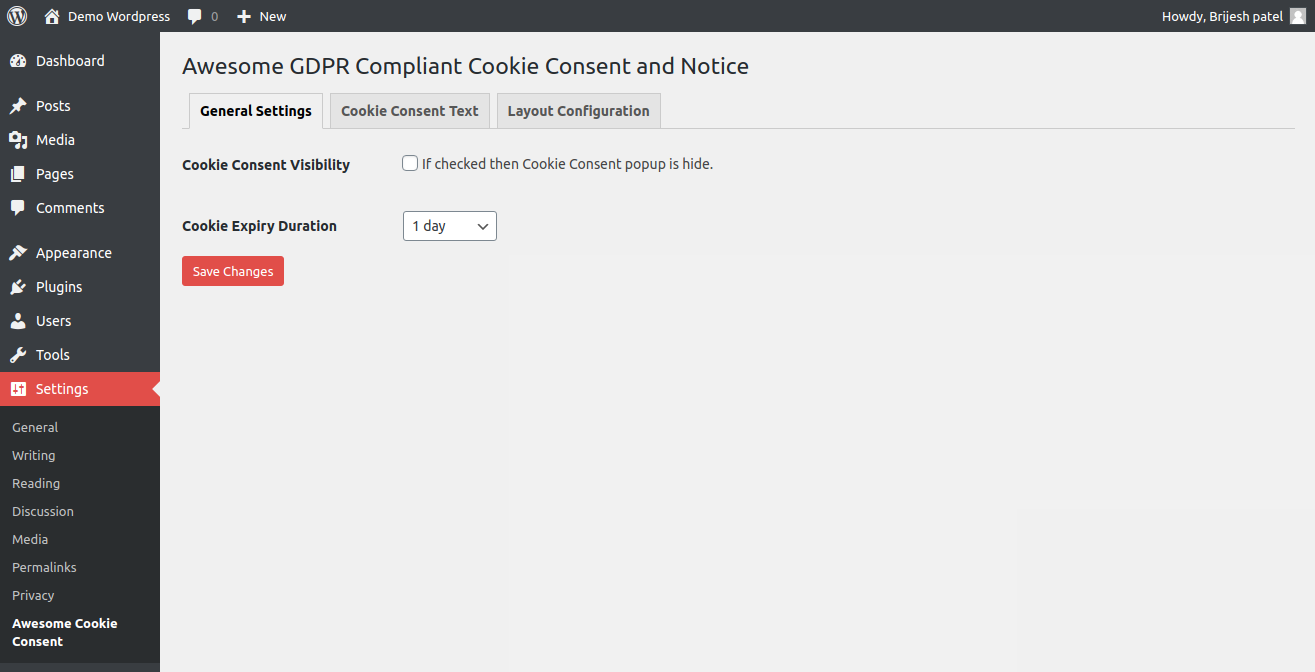 Demo Wordpress 0 New Howdy, Brijesh patel
Dashboard
Posts
Media
Pages
Comments
Appearance
Plugins
Users
Tools
Settings
General
Writing
Reading
Discussion
Media
Permalinks
Privacy
Awesome Cookie
Consent
Awesome GDPR Compliant Cookie Consent and Notice
General Settings Cookie Consent Text Layout Configuration
Cookie Consent Visibility If checked then Cookie Consent popup is hide.
Cookie Expiry Duration 1 day
Save Changes